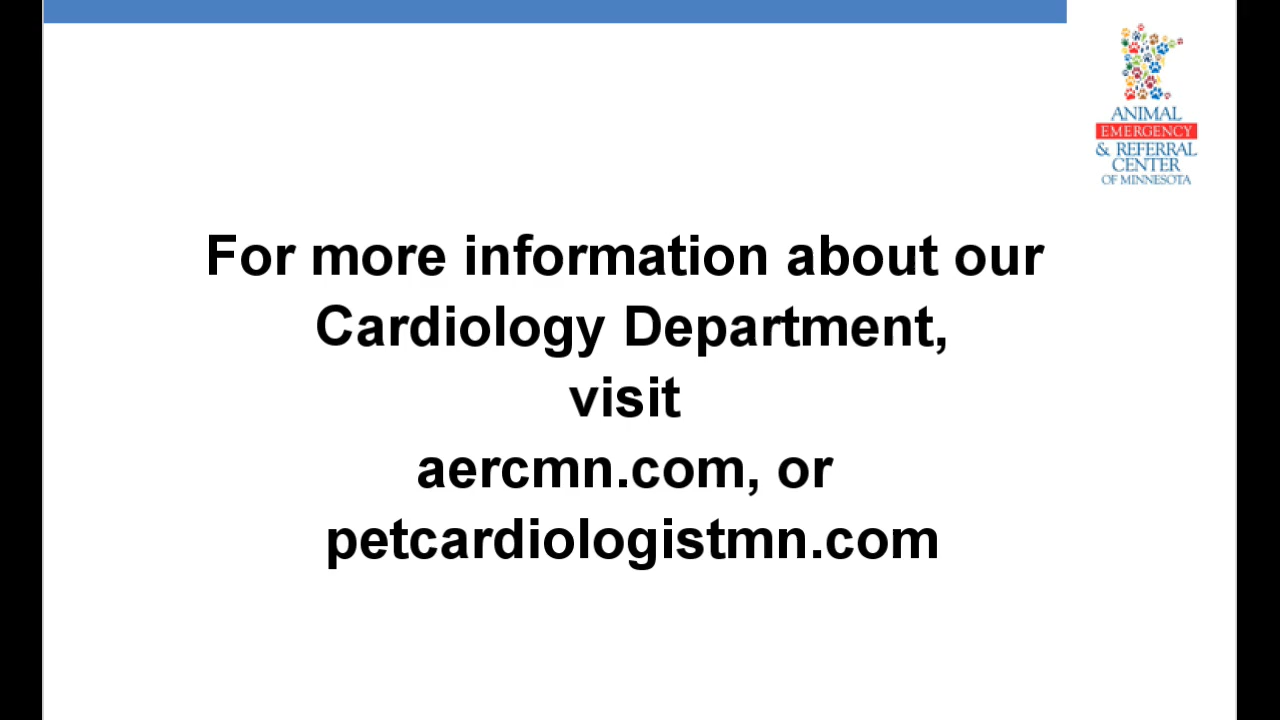 ANIMAL
EMERGENCY
& REFERRAL
CENTER
OF MINNESOTA
For more information about our
Cardiology Department,
visit
aercmn.com, or
petcardiologistmn.com